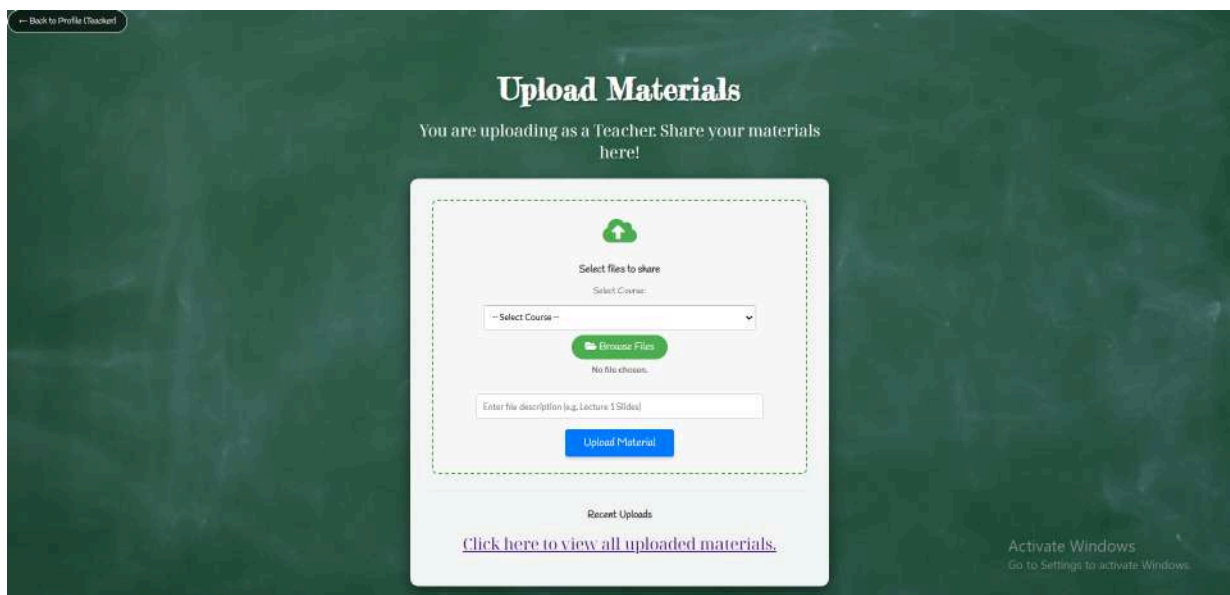 ← Back to Profile (Teacher)
Upload Materials
You are uploading as a Teacher. Share your materials
here!
Select files to share
Select Course:
-- Select Course --
Browse Files
No file chosen.
Enter file description (e.g. Lecture 1 Slides)
Upload Material
Recent Uploads
Click here to view all uploaded materials.
Activate Windows
Go to Settings to activate Windows.